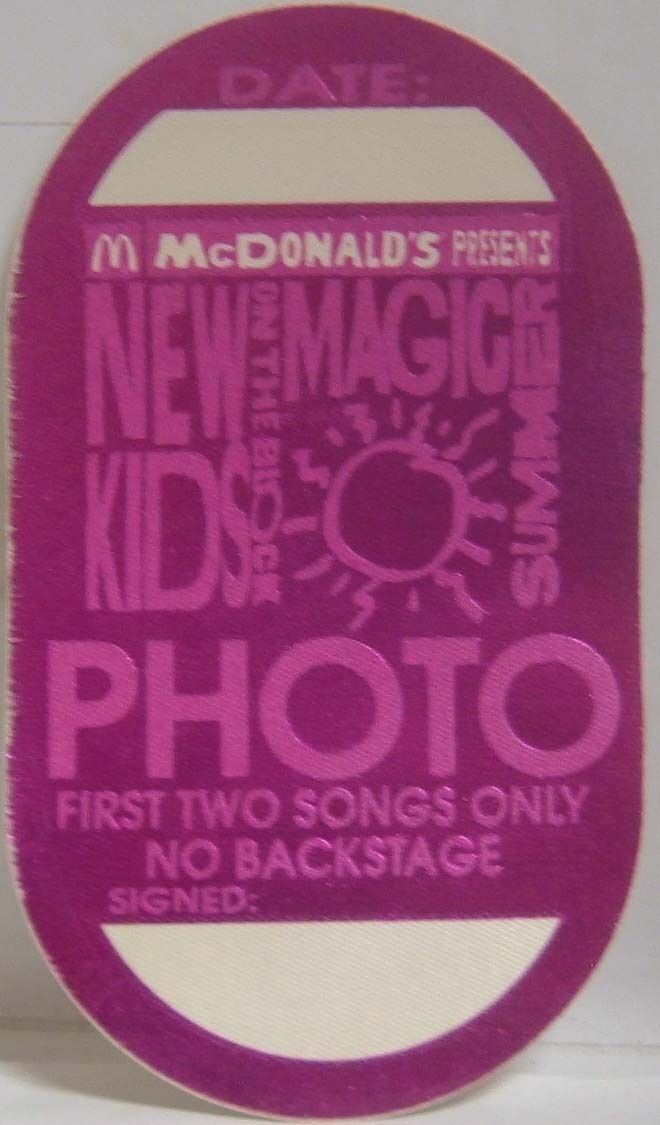 DATE:
M McDONALD'S PRESENTS
NEW KIDS
ON THE BLOCK
MAGIC
SUMMER
PHOTO
FIRST TWO SONGS ONLY
NO BACKSTAGE
SIGNED: